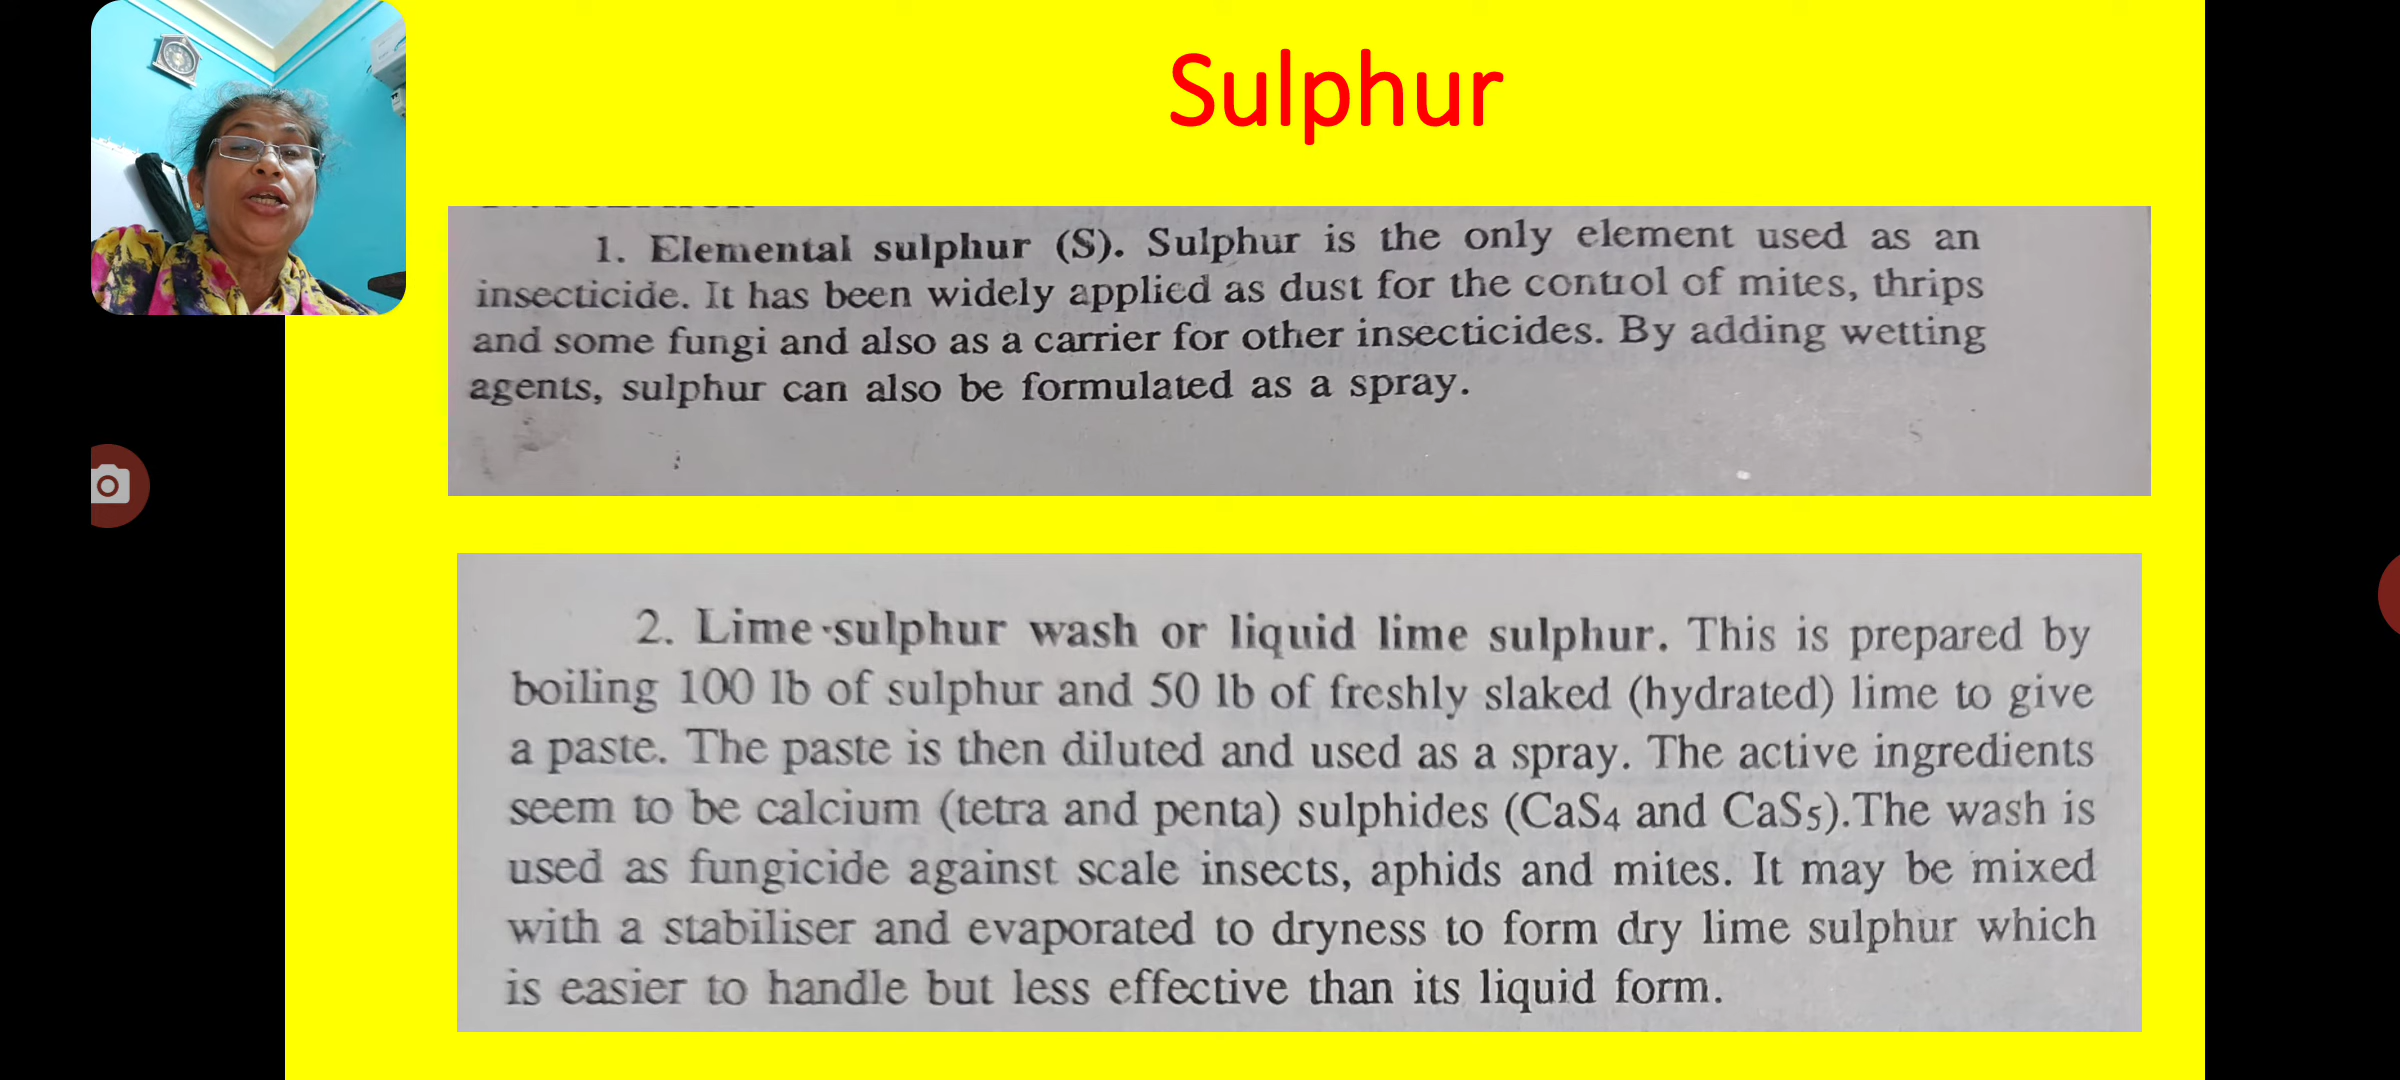 Sulphur
1. Elemental sulphur (S). Sulphur is the only element used as an
insecticide. It has been widely applied as dust for the control of mites, thrips
and some fungi and also as a carrier for other insecticides. By adding wetting
agents, sulphur can also be formulated as a spray.
2. Lime-sulphur wash or liquid lime sulphur. This is prepared by
boiling 100 lb of sulphur and 50 lb of freshly slaked (hydrated) lime to give
a paste. The paste is then diluted and used as a spray. The active ingredients
seem to be calcium (tetra and penta) sulphides (CaS4 and CaS5).The wash is
used as fungicide against scale insects, aphids and mites. It may be mixed
with a stabiliser and evaporated to dryness to form dry lime sulphur which
is easier to handle but less effective than its liquid form.